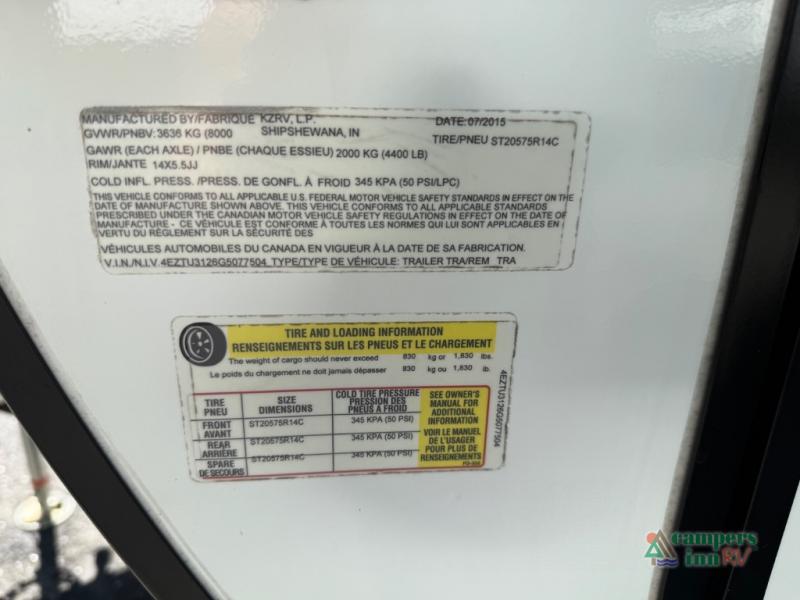 MANUFACTURED BY/FABRIQUE KZRV, L.P. DATE: 07/2015
GVWR/PNBV: 3636 KG (8000 SHIPSHEWANA, IN TIRE/PNEU ST20575R14C
GAWR (EACH AXLE) / PNBE (CHAQUE ESSIEU) 2000 KG (4400 LB)
RIM/JANTE 14X5.5JJ
COLD INFL. PRESS. /PRESS. DE GONFL. À FROID 345 KPA (50 PSI/LPC)
THIS VEHICLE CONFORMS TO ALL APPLICABLE U.S. FEDERAL MOTOR VEHICLE SAFETY STANDARDS IN EFFECT ON THE
DATE OF MANUFACTURE SHOWN ABOVE. THIS VEHICLE CONFORMS TO ALL APPLICABLE STANDARDS
PRESCRIBED UNDER THE CANADIAN MOTOR VEHICLE SAFETY REGULATIONS IN EFFECT ON THE DATE OF
MANUFACTURE - CE VÉHICULE EST CONFORME À TOUTES LES NORMES QUI LUI SONT APPLICABLES EN
VERTU DU RÈGLEMENT SUR LA SÉCURITÉ DES
VÉHICULES AUTOMOBILES DU CANADA EN VIGUEUR À LA DATE DE SA FABRICATION.
V.I.N./N.I.V. 4EZTU3126G5077504 TYPE/TYPE DE VÉHICULE: TRAILER TRA/REM TRA
TIRE AND LOADING INFORMATION
RENSEIGNEMENTS SUR LES PNEUS ET LE CHARGEMENT
The weight of cargo should never exceed 830 kg or 1,830 lbs.
Le poids du chargement ne doit jamais dépasser 830 kg ou 1,830 lb.
TIRE SIZE COLD TIRE PRESSURE
PNEU DIMENSIONS PRESSION DES
PNEUS À FROID
FRONT ST20575R14C 345 KPA (50 PSI)
AVANT
REAR ST20575R14C 345 KPA (50 PSI)
ARRIÈRE
SPARE ST20575R14C 345 KPA (50 PSI)
DE SECOURS
SEE OWNER'S
MANUAL FOR
ADDITIONAL
INFORMATION
VOIR LE MANUEL
DE L'USAGER
POUR PLUS DE
RENSEIGNEMENTS
4EZTU3126G5077504
campers
inn RV